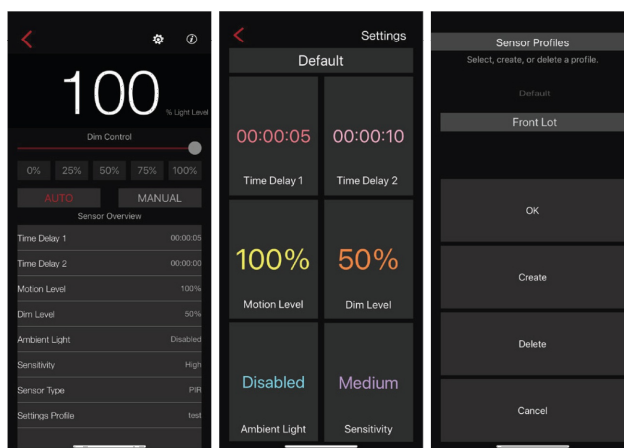 100
% Light Level
Dim Control
0% 25% 50% 75% 100%
AUTO MANUAL
Sensor Overview
Time Delay 1 00:00:05
Time Delay 2 00:00:00
Motion Level 100%
Dim Level 50%
Ambient Light Disabled
Sensitivity High
Sensor Type PIR
Settings Profile test
Settings
Default
00:00:05 00:00:10
Time Delay 1 Time Delay 2
100% 50%
Motion Level Dim Level
Disabled Medium
Ambient Light Sensitivity
Sensor Profiles
Select, create, or delete a profile.
Default
Front Lot
OK
Create
Delete
Cancel